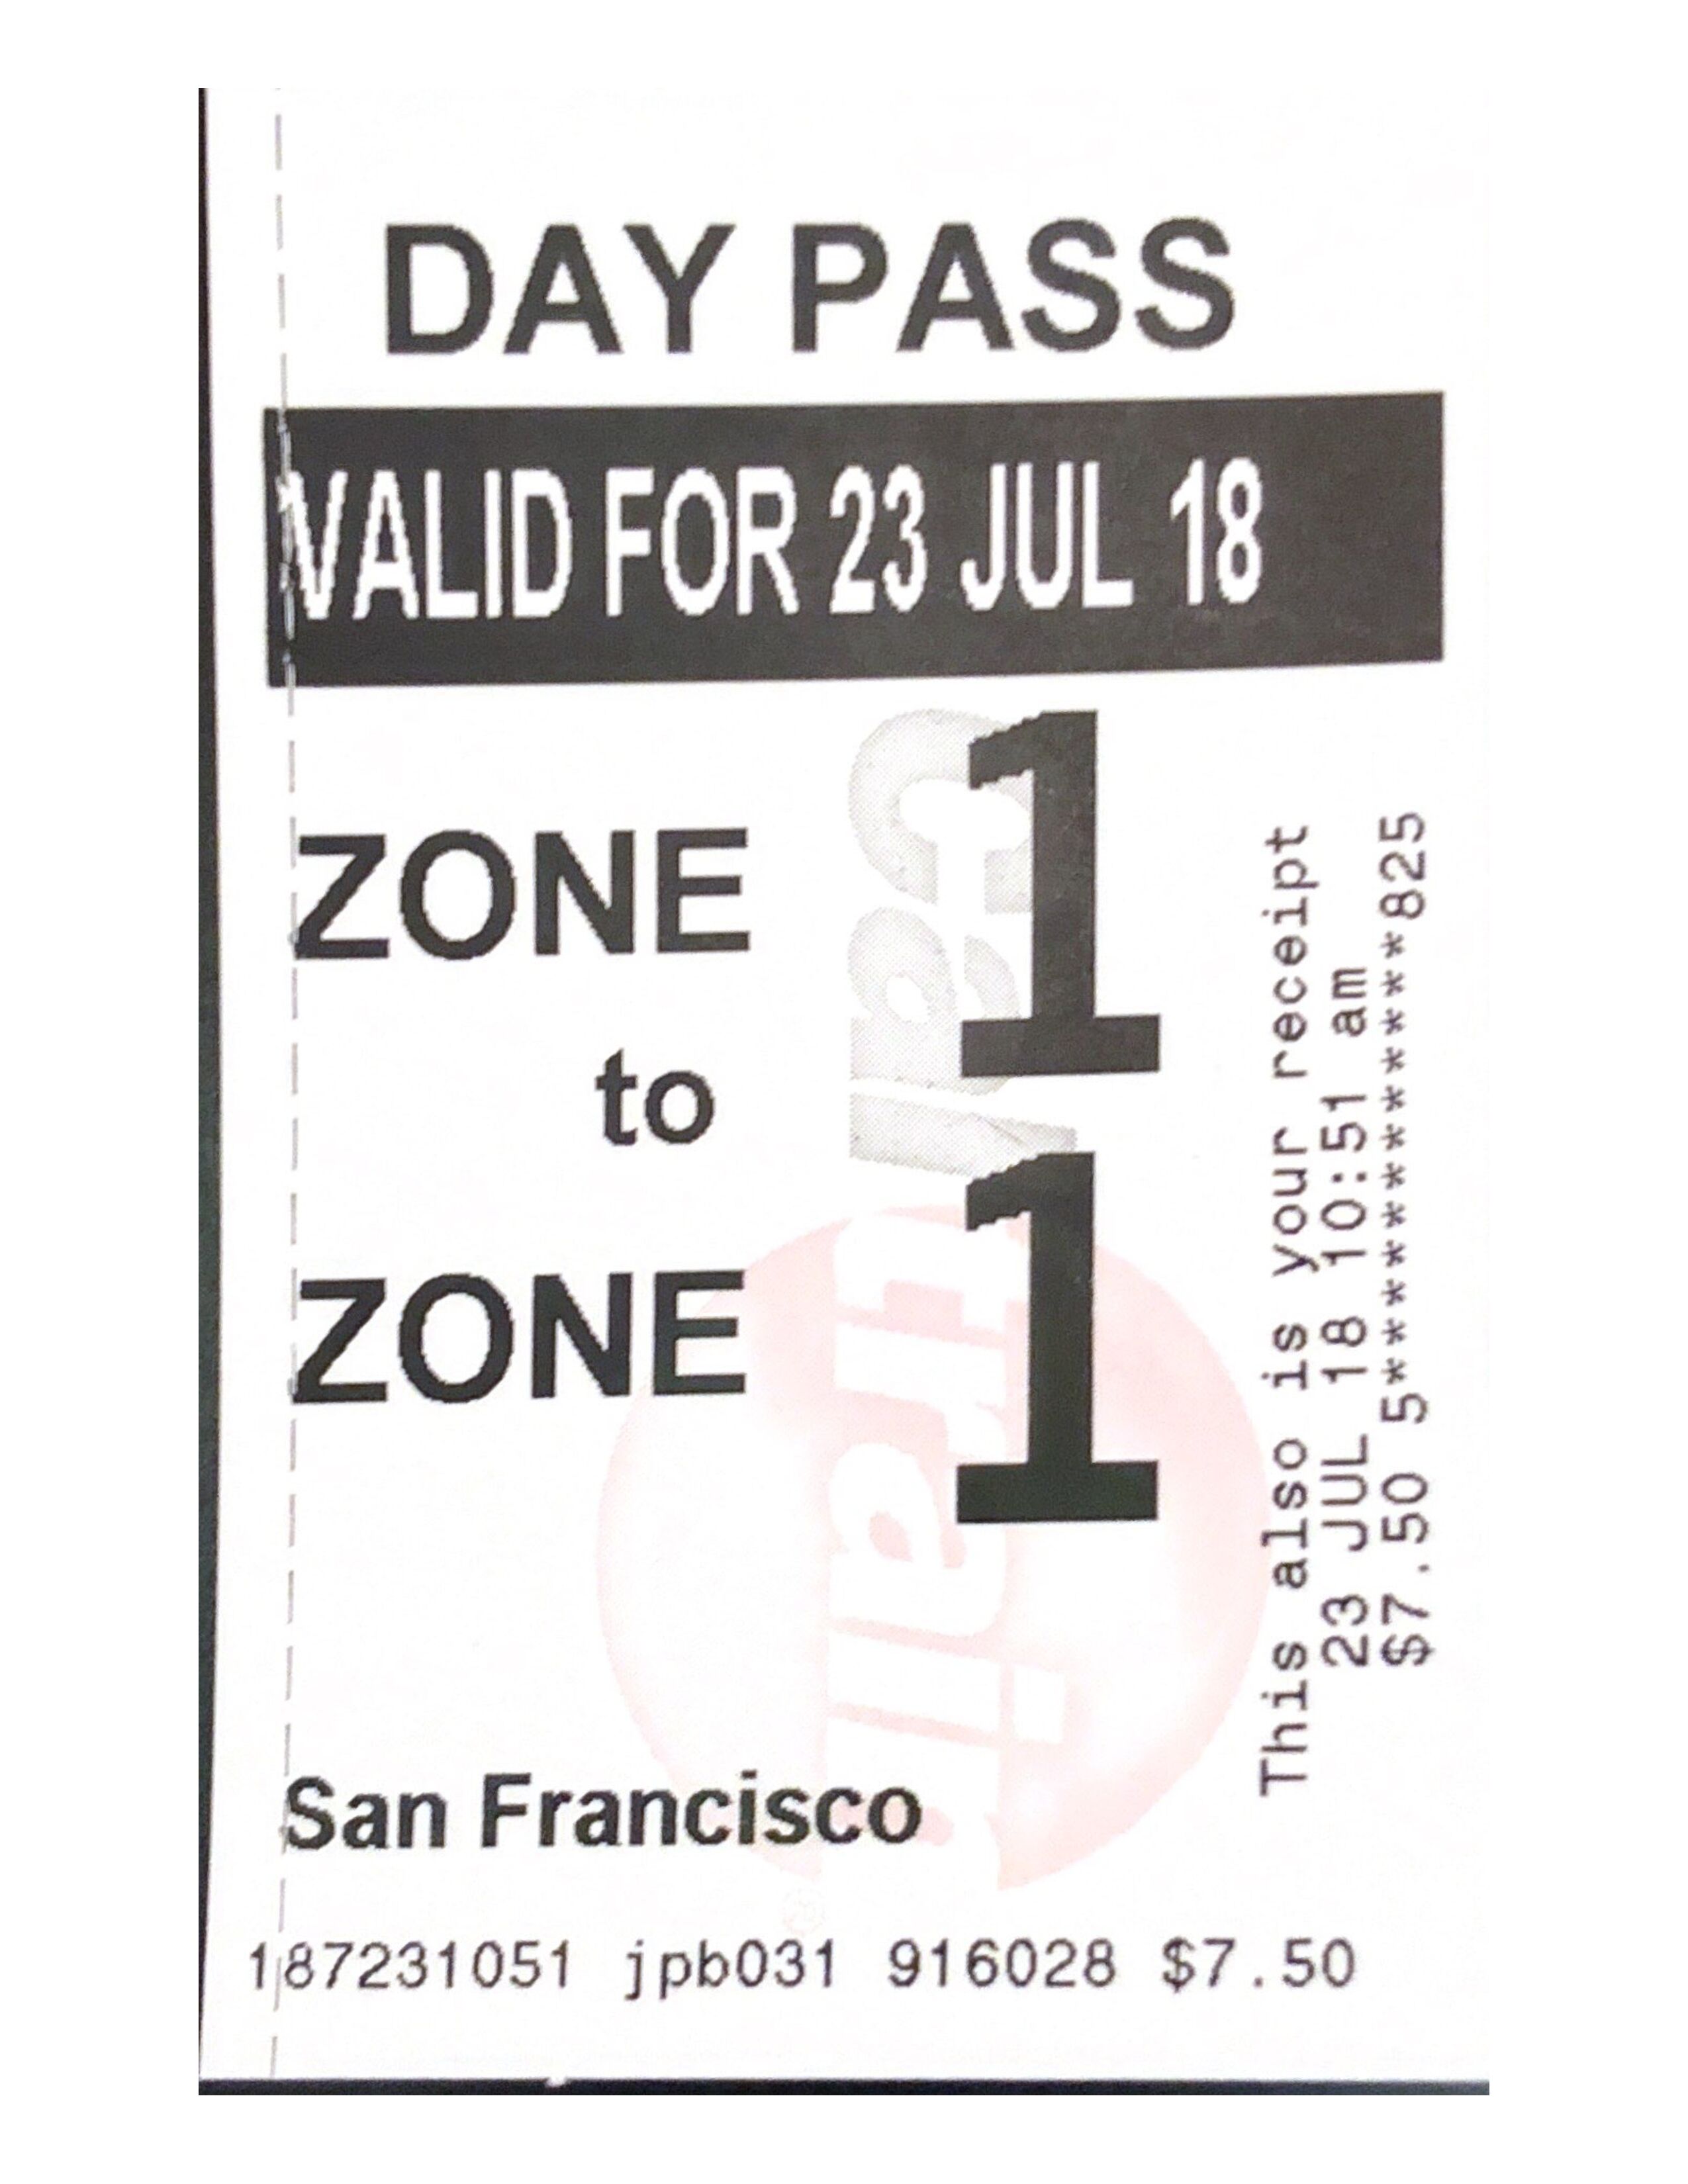 DAY PASS
VALID FOR 23 JUL 18
ZONE 1
to
ZONE 1
San Francisco
187231051 jpb031 916028 $7.50
This also is your receipt
23 JUL 18 10:51 am
$7.50 5************825
Caltrain
®